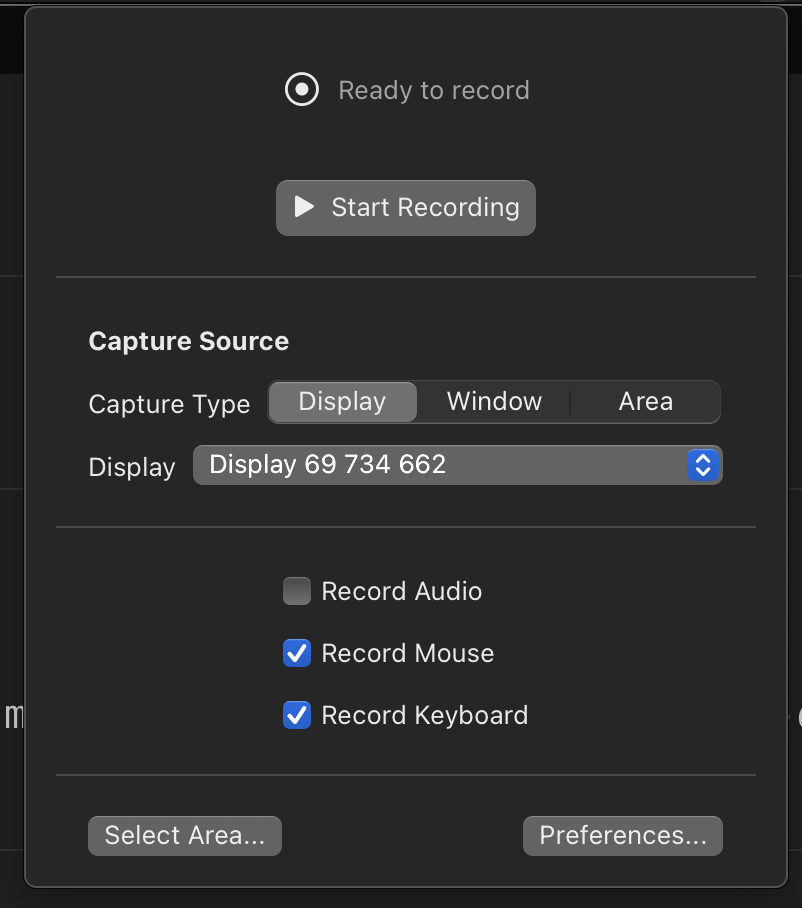 Ready to record
Start Recording
Capture Source
Capture Type Display Window Area
Display Display 69 734 662
Record Audio
Record Mouse
m
Record Keyboard
Select Area...
Preferences...